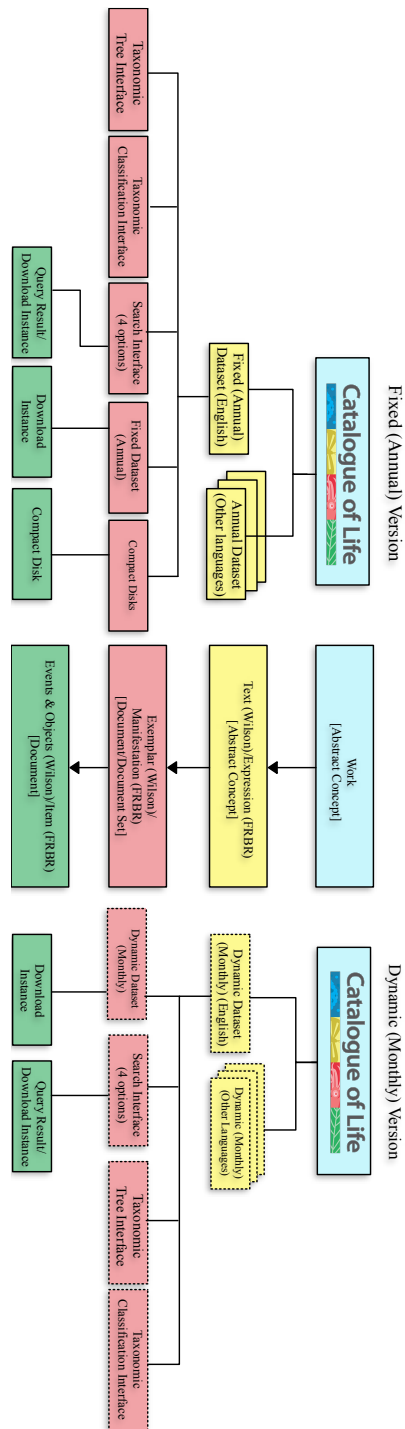 Fixed (Annual) Version
Catalogue of Life
Fixed (Annual)
Dataset (English)
Annual Dataset
(Other languages)
Taxonomic
Tree Interface
Taxonomic
Classification Interface
Search Interface
(4 options)
Fixed Dataset
(Annual)
Compact Disks
Query Result/
Download Instance
Download
Instance
Compact Disk
Work
[Abstract Concept]
Text (Wilson)/Expression (FRBR)
[Abstract Concept]
Exemplar (Wilson)/
Manifestation (FRBR)
[Document/Document Set]
Events & Objects (Wilson)/Item (FRBR)
[Document]
Dynamic (Monthly) Version
Catalogue of Life
Dynamic Dataset
(Monthly) (English)
Dynamic (Monthly)
(Other Languages)
Dynamic Dataset
(Monthly)
Search Interface
(4 options)
Taxonomic
Tree Interface
Taxonomic
Classification Interface
Download
Instance
Query Result/
Download Instance